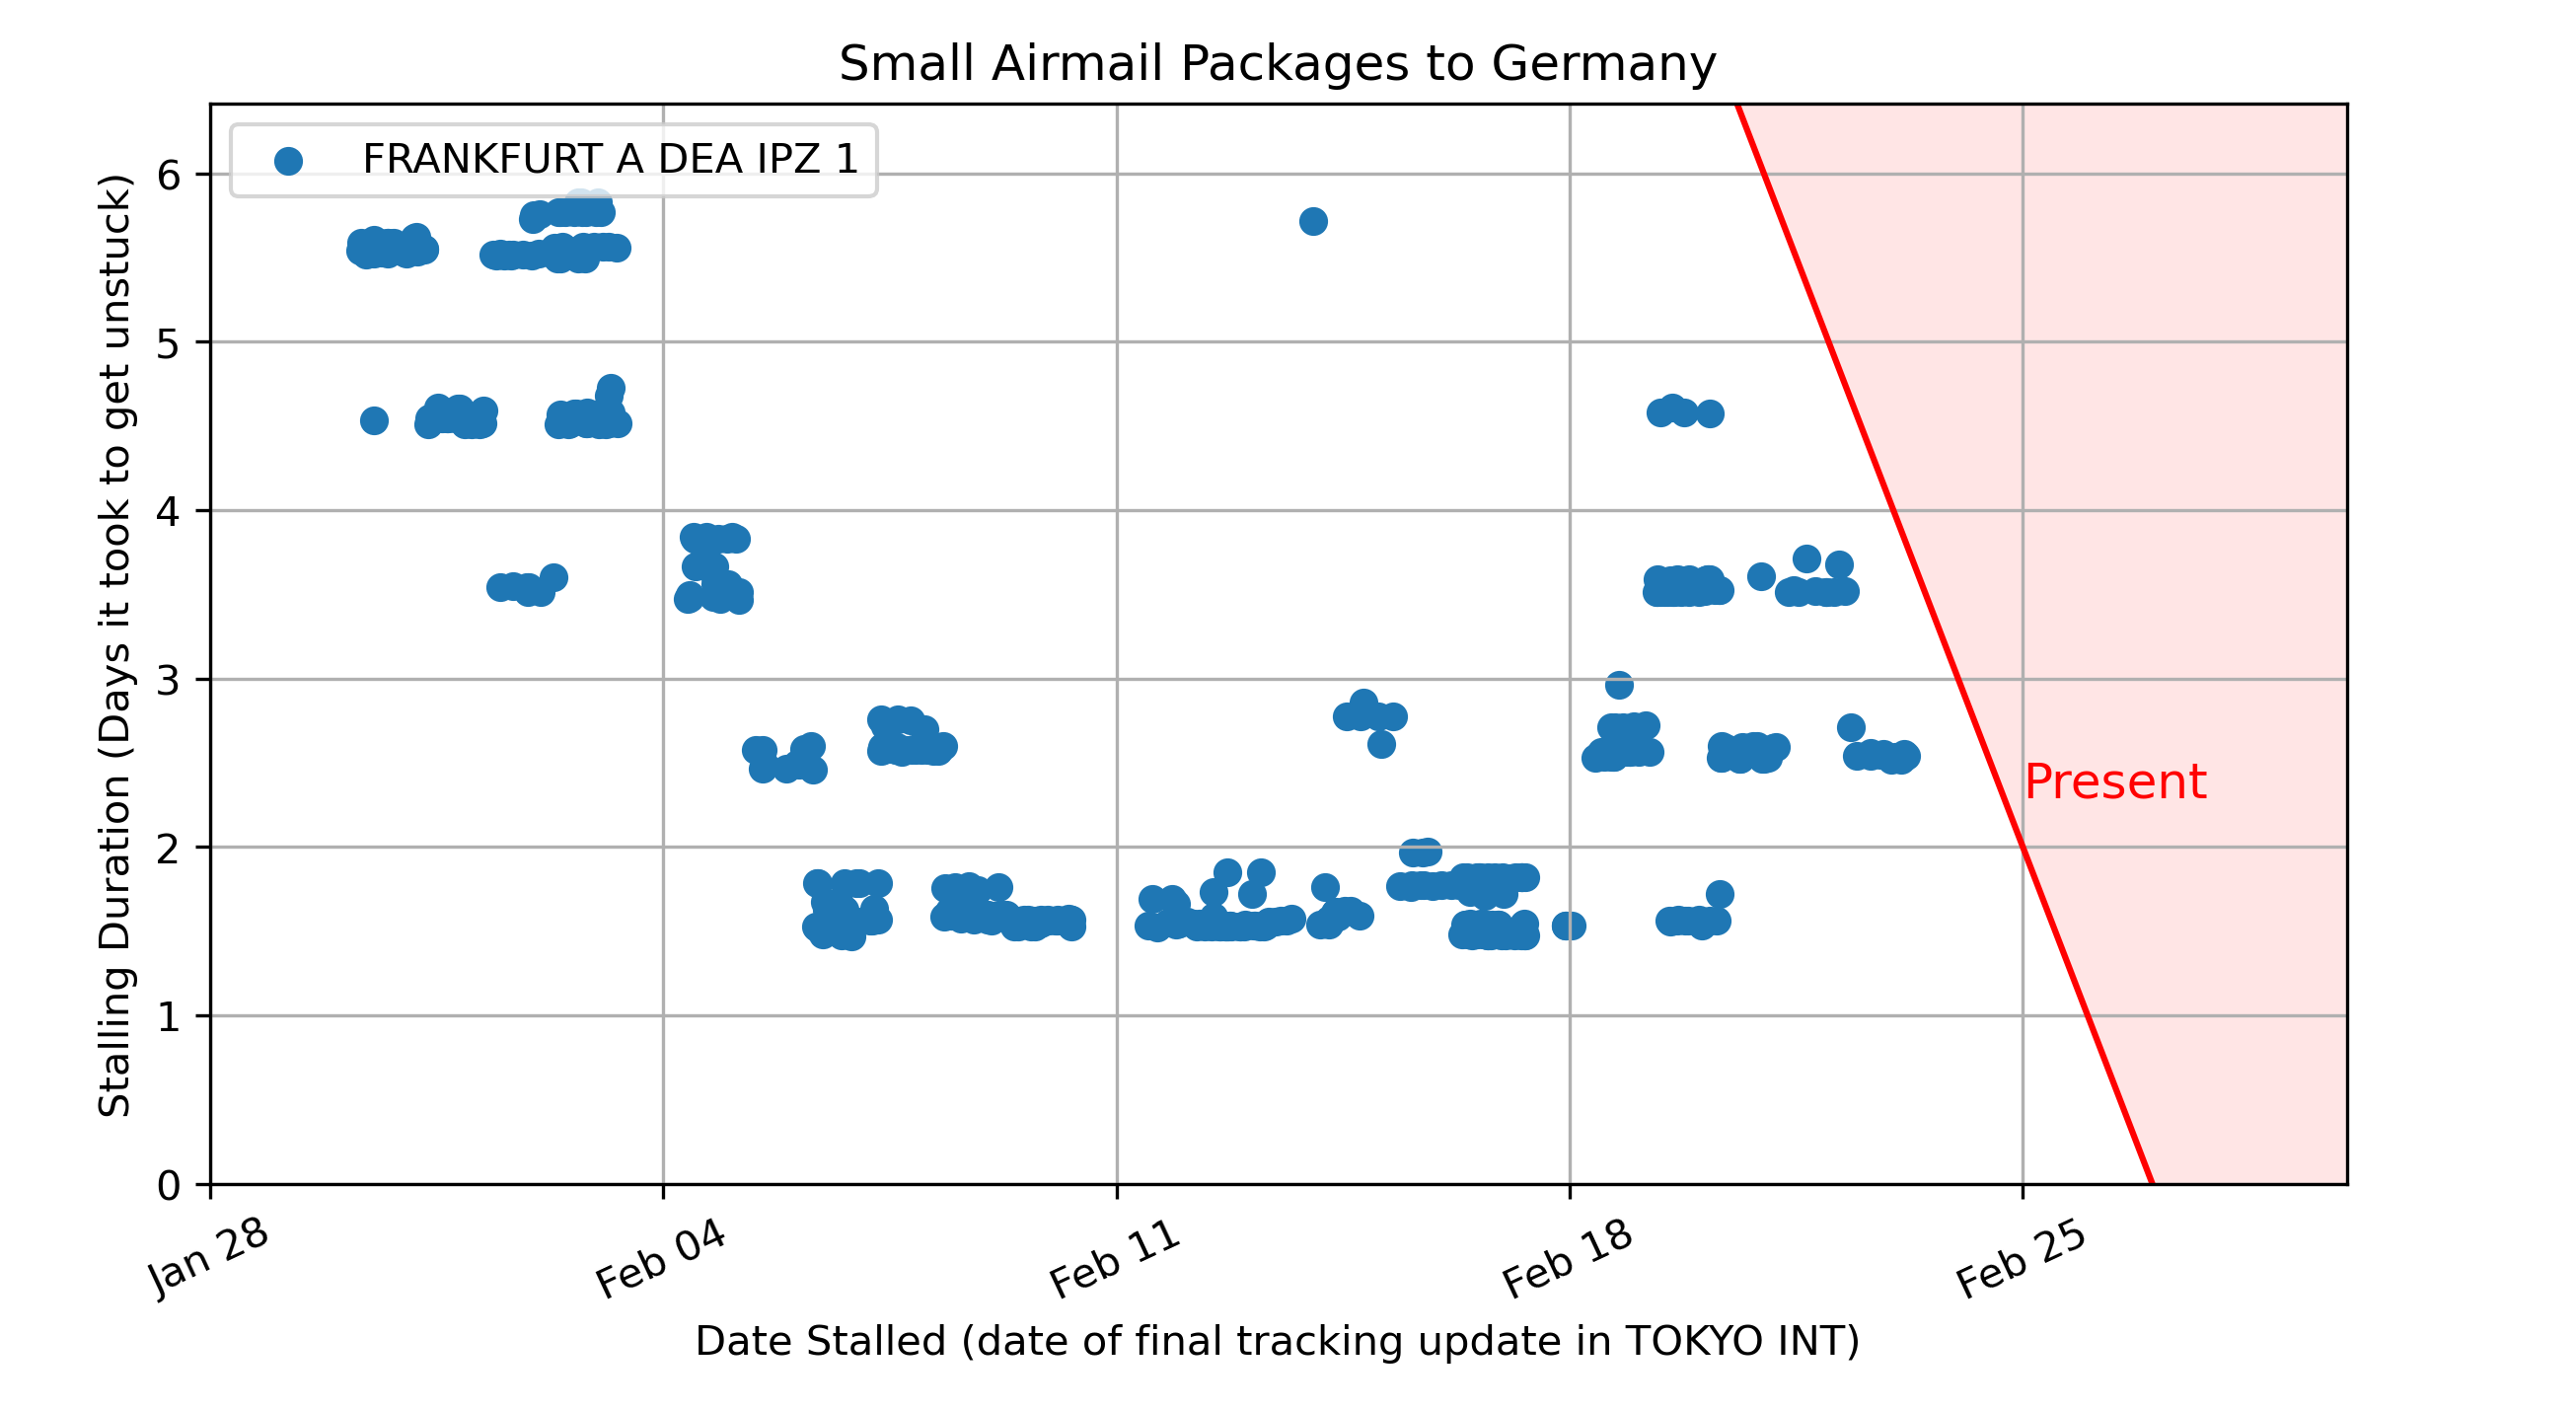 Small Airmail Packages to Germany
FRANKFURT A DEA IPZ 1
Stalling Duration (Days it took to get unstuck)
6
5
4
3
2
1
0
Present
Jan 28
Feb 04
Feb 11
Feb 18
Feb 25
Date Stalled (date of final tracking update in TOKYO INT)